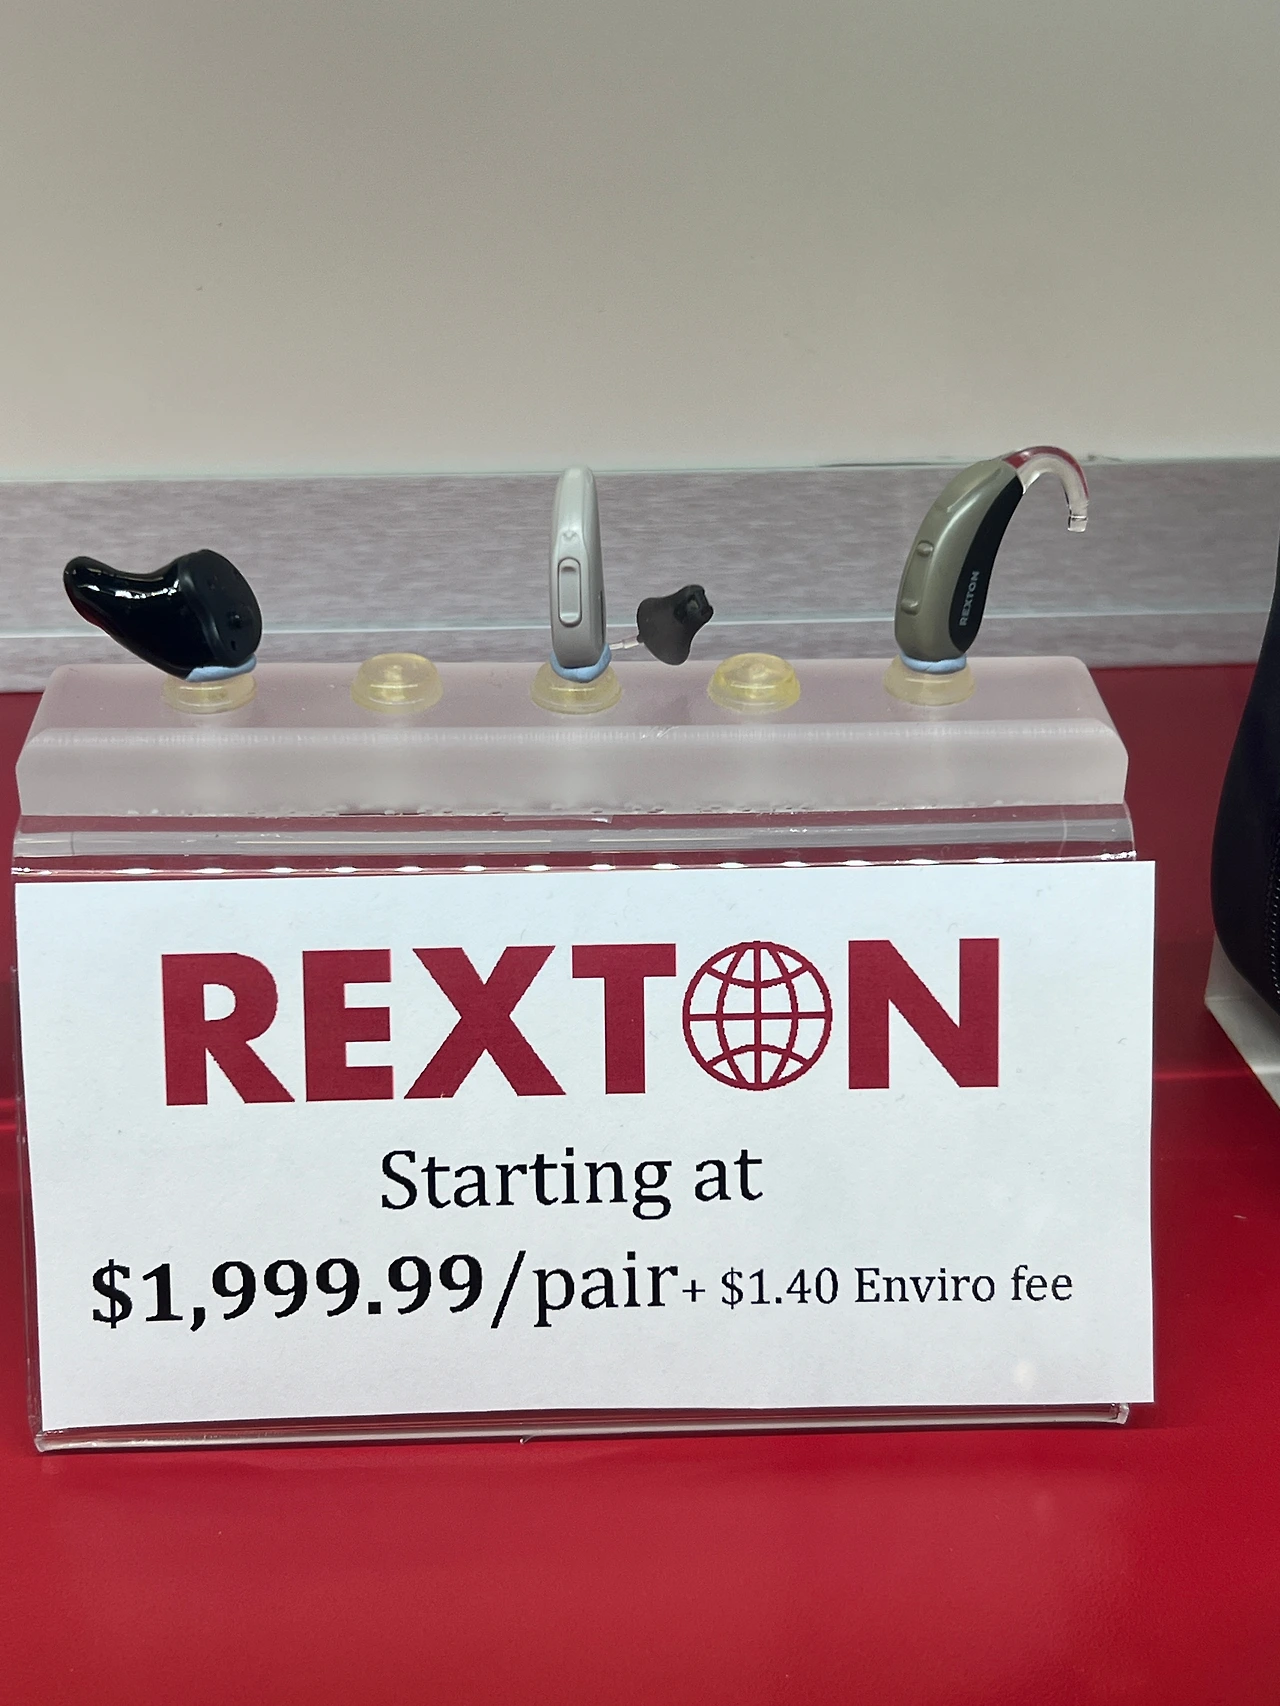 REXTON
REXTON
Starting at
$1,999.99/pair+ $1.40 Enviro fee